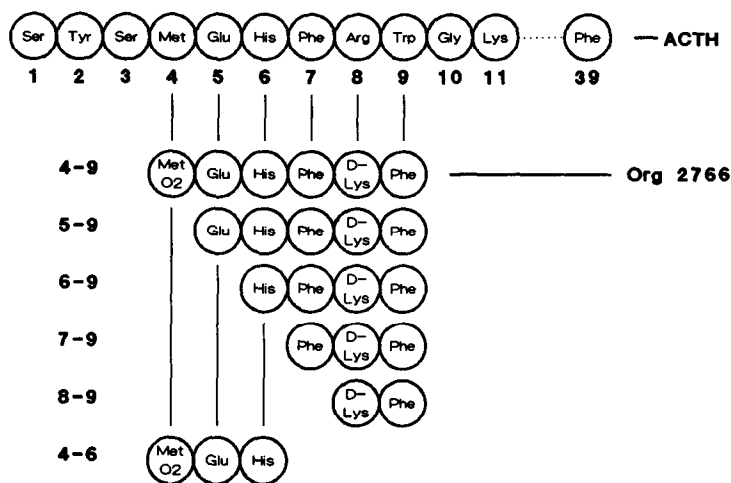 Ser Tyr Ser Met Glu His Phe Arg Trp Gly Lys Phe — ACTH
1 2 3 4 5 6 7 8 9 10 11 39
4-9 Met O2 Glu His Phe D-Lys Phe Org 2766
5-9 Glu His Phe D-Lys Phe
6-9 His Phe D-Lys Phe
7-9 Phe D-Lys Phe
8-9 D-Lys Phe
4-6 Met O2 Glu His